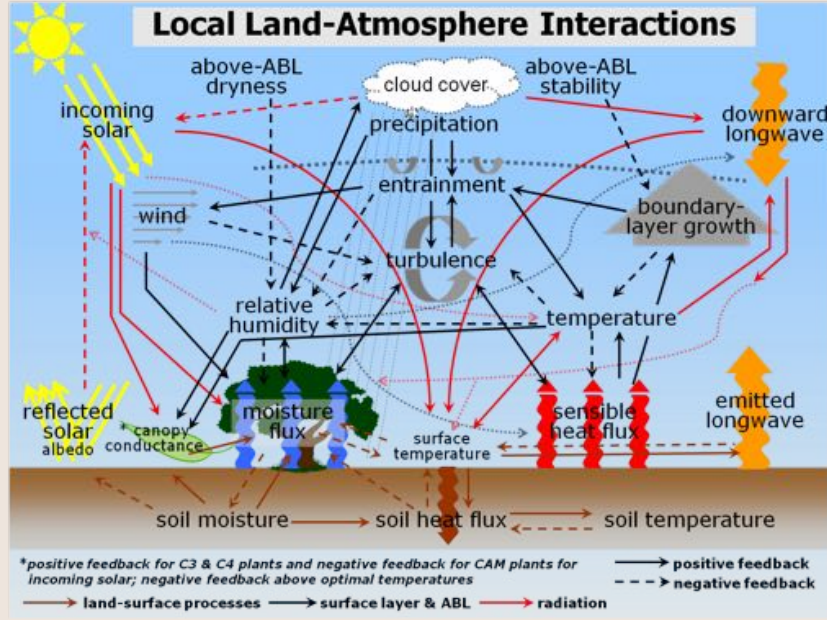 Local Land-Atmosphere Interactions
above-ABL
dryness
cloud cover
above-ABL
stability
incoming
solar
precipitation
downward
longwave
wind
entrainment
boundary-
layer growth
turbulence
relative
humidity
temperature
reflected
solar
albedo
*canopy
conductance
moisture
flux
surface
temperature
sensible
heat flux
emitted
longwave
soil moisture
soil heat flux
soil temperature
*positive feedback for C3 & C4 plants and negative feedback for CAM plants for
incoming solar; negative feedback above optimal temperatures
positive feedback
negative feedback
land-surface processes
surface layer & ABL
radiation